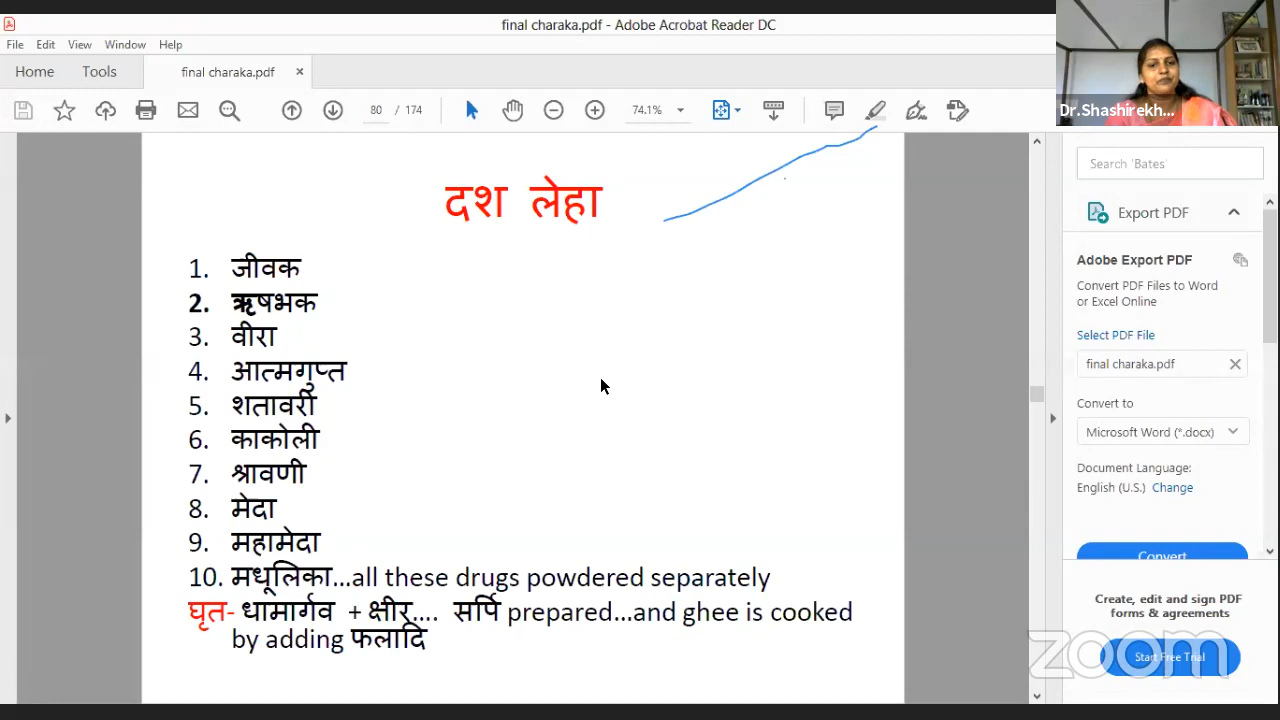 final charaka.pdf - Adobe Acrobat Reader DC
File Edit View Window Help
Home Tools final charaka.pdf ×
80 / 174 74.1%
Dr.Shashirekh...
दश लेहा
1. जीवक
2. ऋषभक
3. वीरा
4. आत्मगुप्त
5. शतावरी
6. काकोली
7. श्रावणी
8. मेदा
9. महामेदा
10. मधूलिका...all these drugs powdered separately
घृत- धामार्गव + क्षीर.... सर्पि prepared...and ghee is cooked
by adding फलादि
Search 'Bates'
Export PDF
Adobe Export PDF
Convert PDF Files to Word
or Excel Online
Select PDF File
final charaka.pdf
Convert to
Microsoft Word (*.docx)
Document Language:
English (U.S.) Change
Convert
Create, edit and sign PDF
forms & agreements
Start Free Trial
zoom